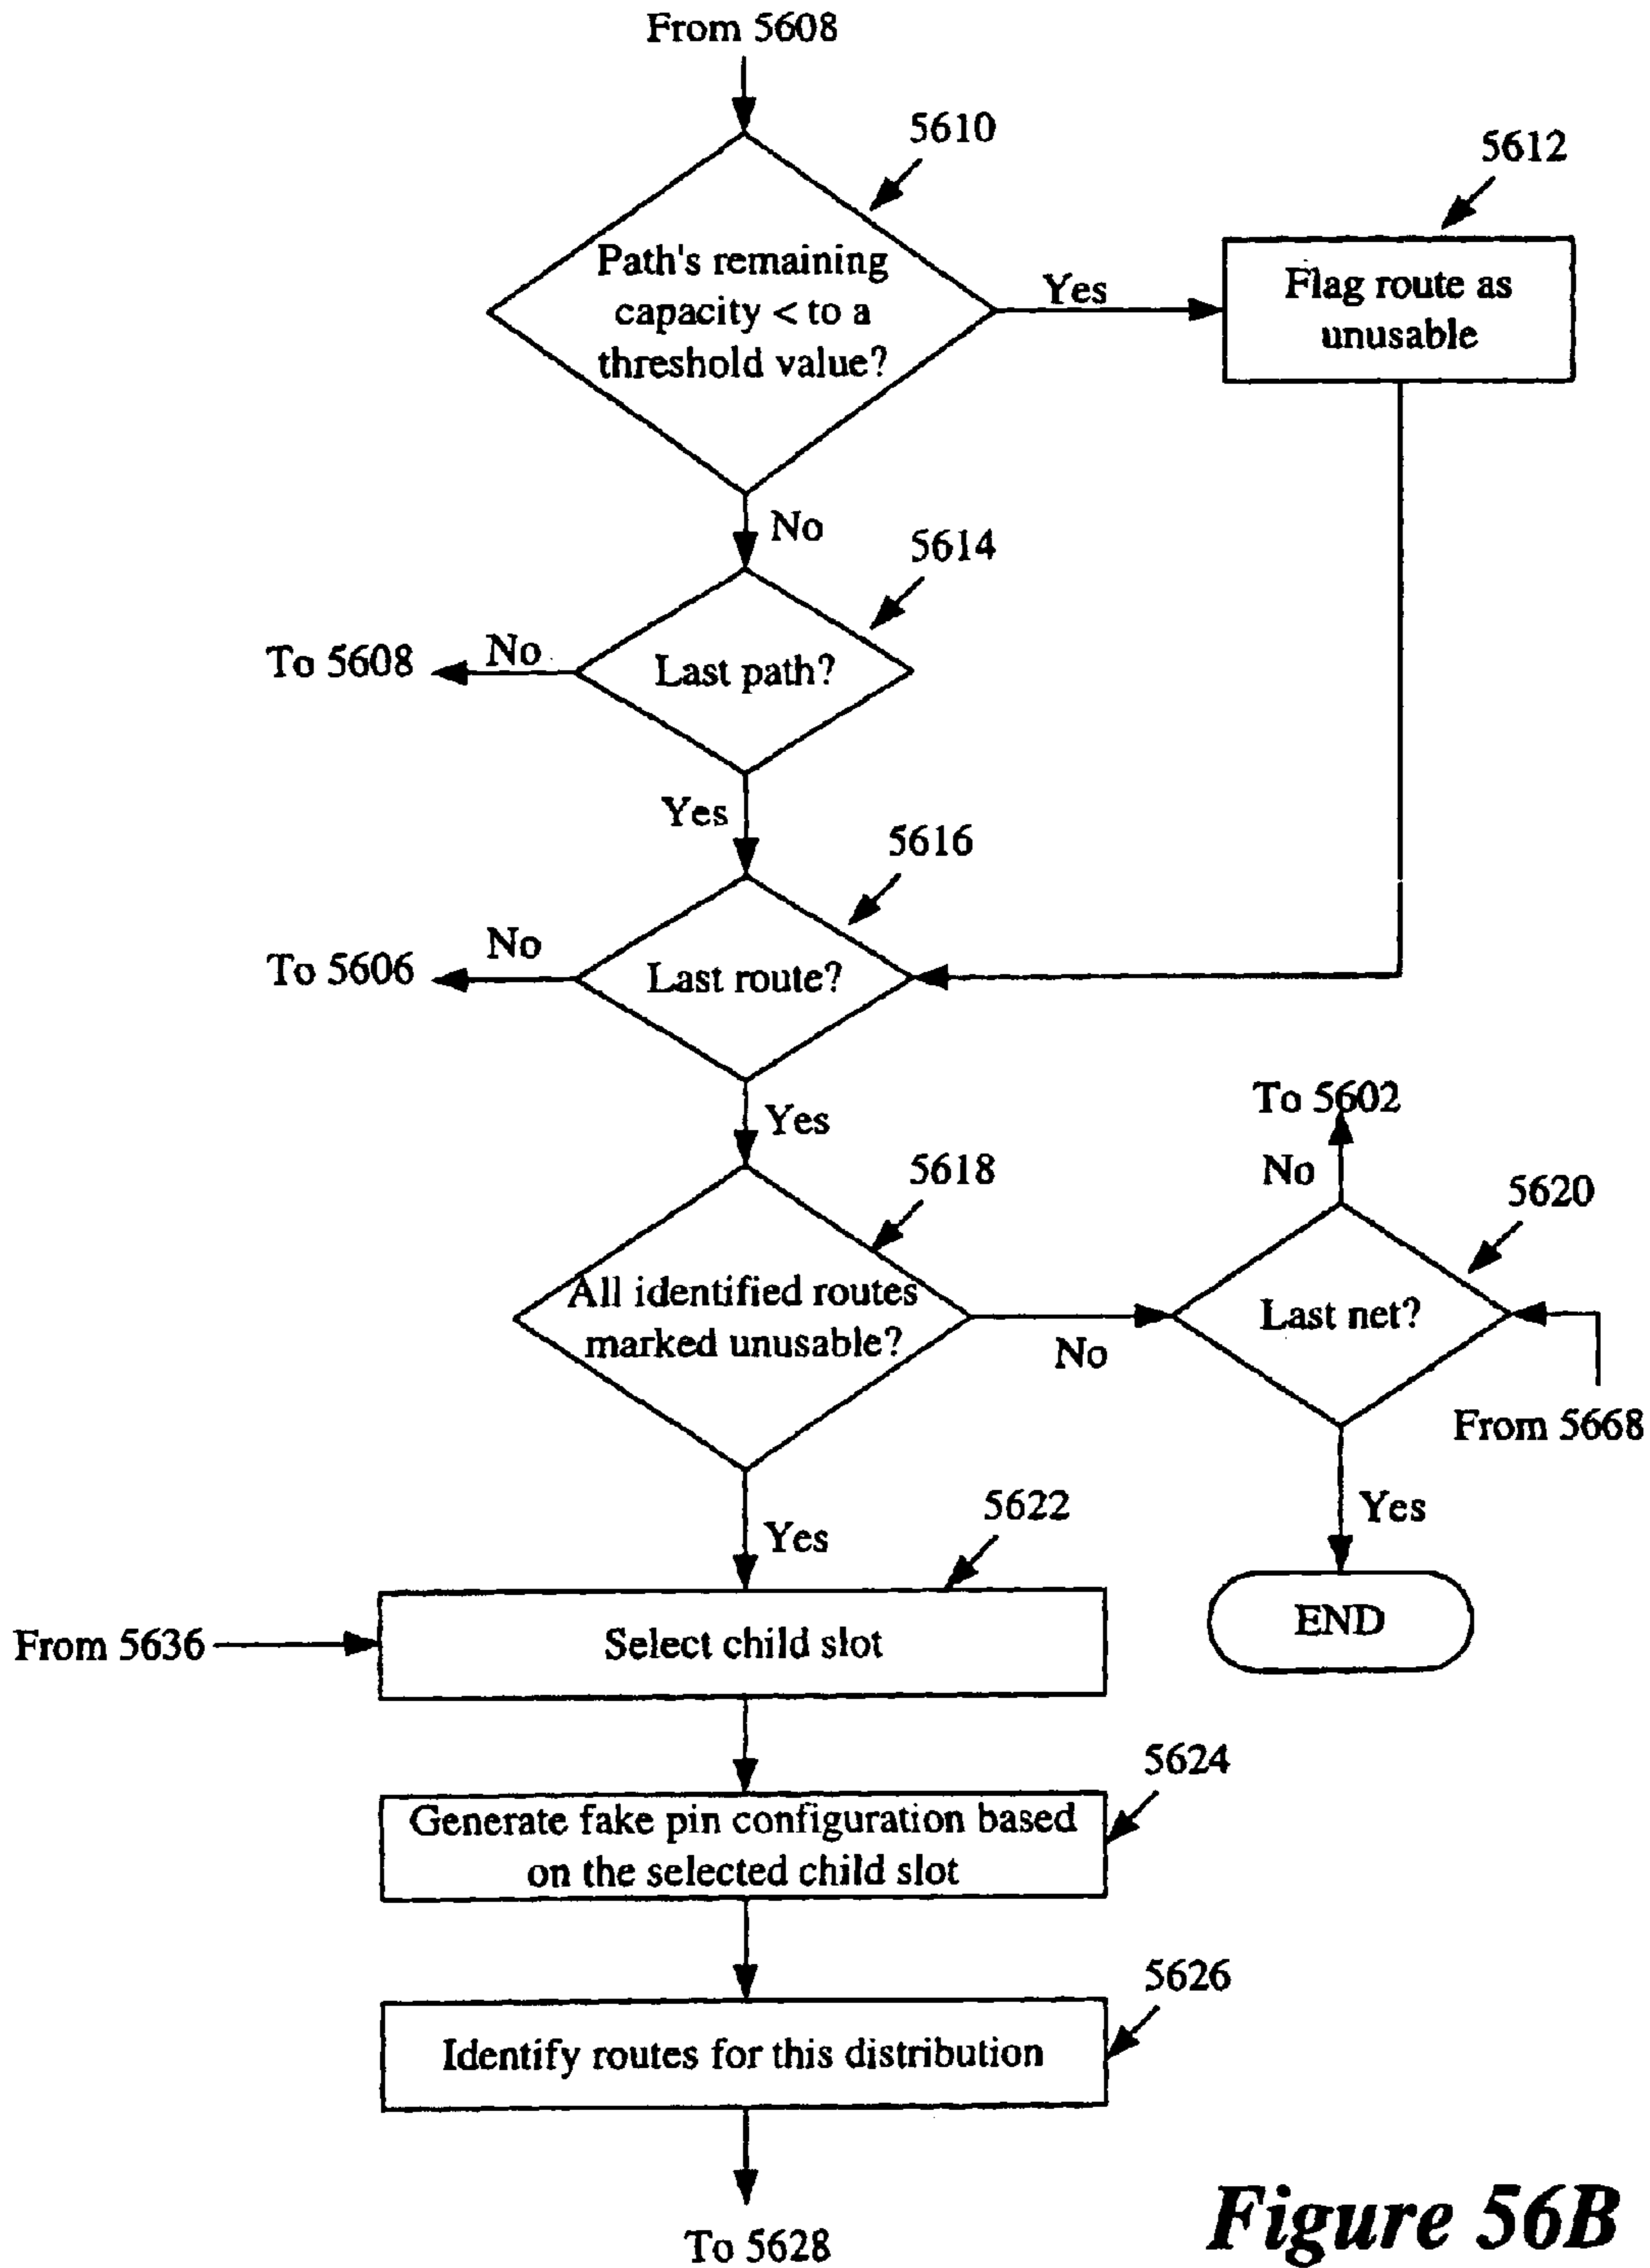 From 5608
5610
5612
Path's remaining
capacity < to a
threshold value?
Yes
Flag route as
unusable
No
5614
To 5608
No
Last path?
Yes
5616
To 5606
No
Last route?
Yes
To 5602
No
5618
5620
All identified routes
marked unusable?
No
Last net?
From 5668
Yes
Yes
5622
From 5636
Select child slot
END
5624
Generate fake pin configuration based
on the selected child slot
5626
Identify routes for this distribution
To 5628
Figure 56B